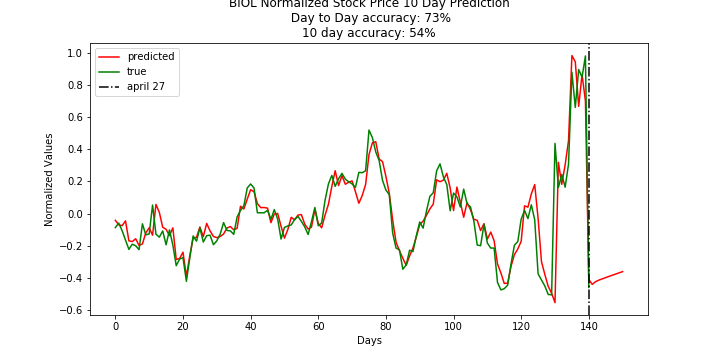 BIOL Normalized Stock Price 10 Day Prediction
Day to Day accuracy: 73%
10 day accuracy: 54%
predicted
true
april 27
Normalized Values
1.0
0.8
0.6
0.4
0.2
0.0
−0.2
−0.4
−0.6
0 20 40 60 80 100 120 140
Days